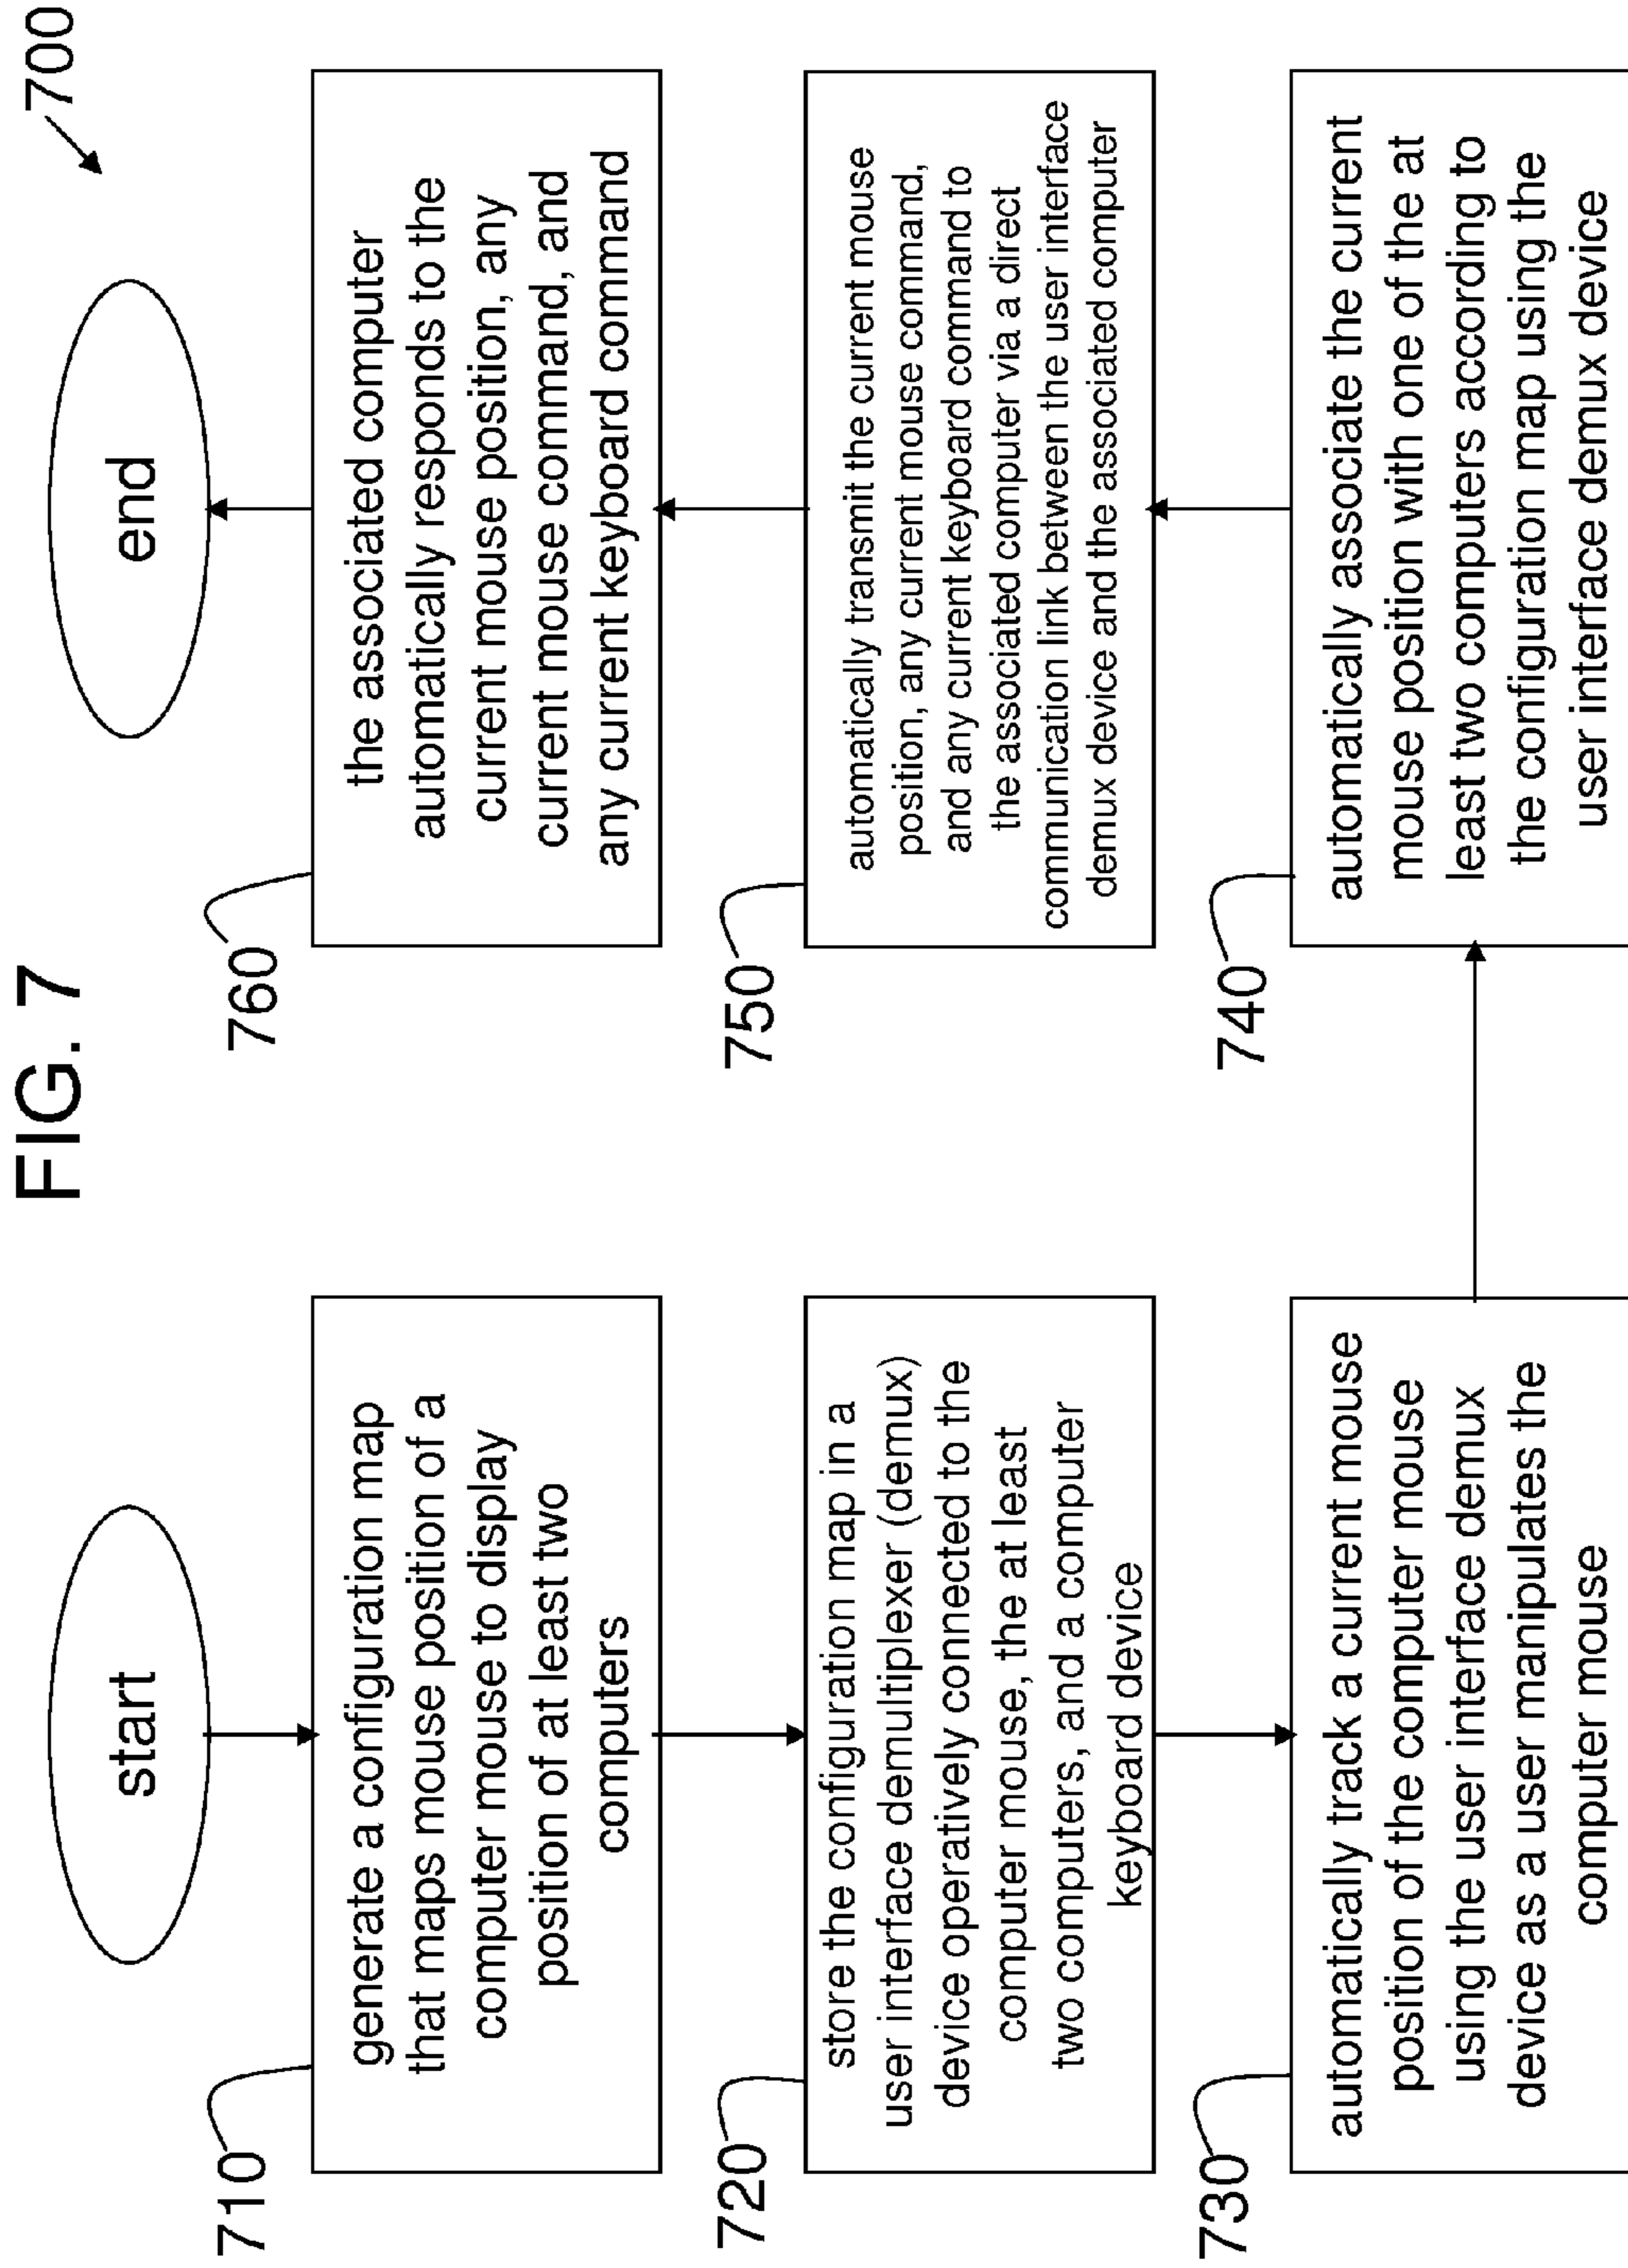 FIG. 7
700
start
710
generate a configuration map
that maps mouse position of a
computer mouse to display
position of at least two
computers
720
store the configuration map in a
user interface demultiplexer (demux)
device operatively connected to the
computer mouse, the at least
two computers, and a computer
keyboard device
730
automatically track a current mouse
position of the computer mouse
using the user interface demux
device as a user manipulates the
computer mouse
740
automatically associate the current
mouse position with one of the at
least two computers according to
the configuration map using the
user interface demux device
750
automatically transmit the current mouse
position, any current mouse command,
and any current keyboard command to
the associated computer via a direct
communication link between the user interface
demux device and the associated computer
760
the associated computer
automatically responds to the
current mouse position, any
current mouse command, and
any current keyboard command
end